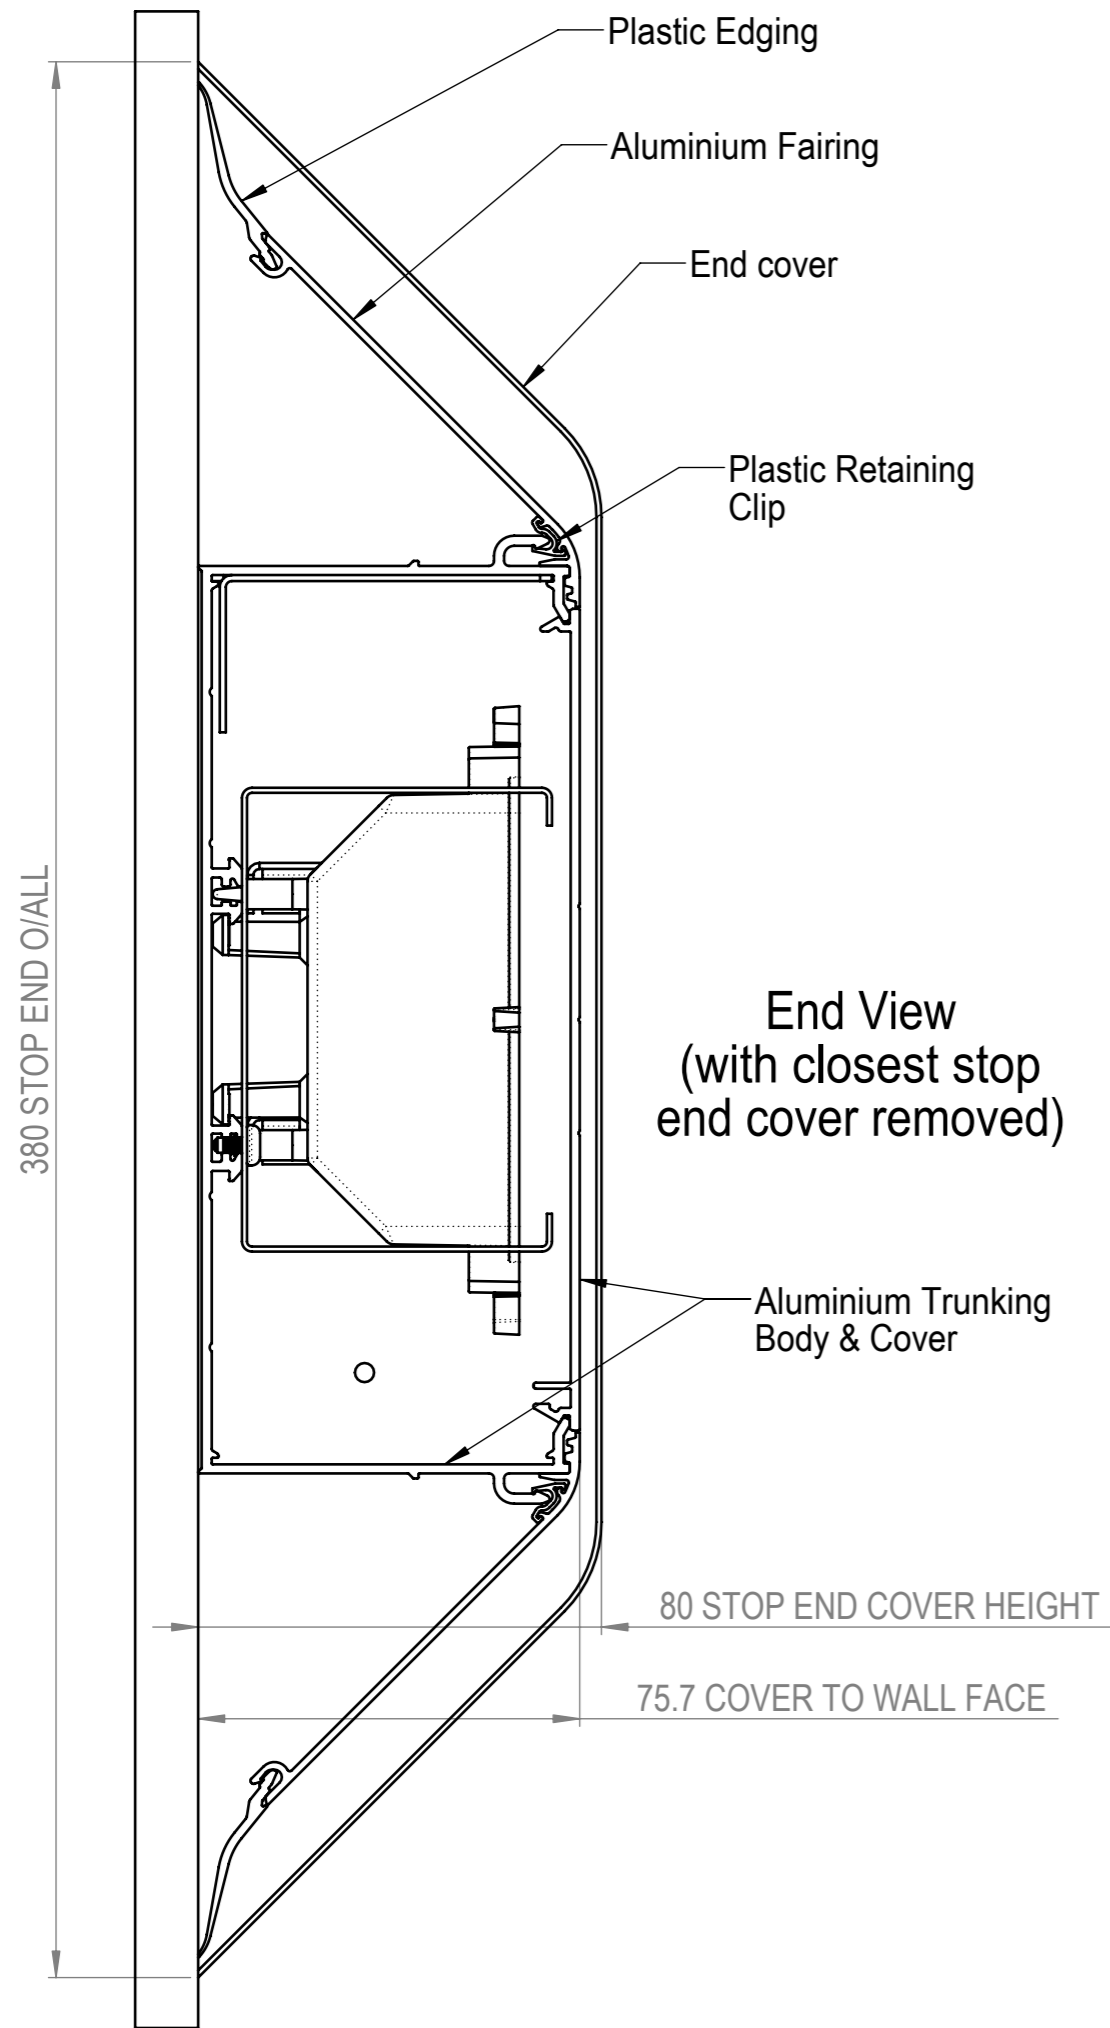 Plastic Edging
Aluminium Fairing
End cover
Plastic Retaining
Clip
380 STOP END O/ALL
End View
(with closest stop
end cover removed)
Aluminium Trunking
Body & Cover
80 STOP END COVER HEIGHT
75.7 COVER TO WALL FACE